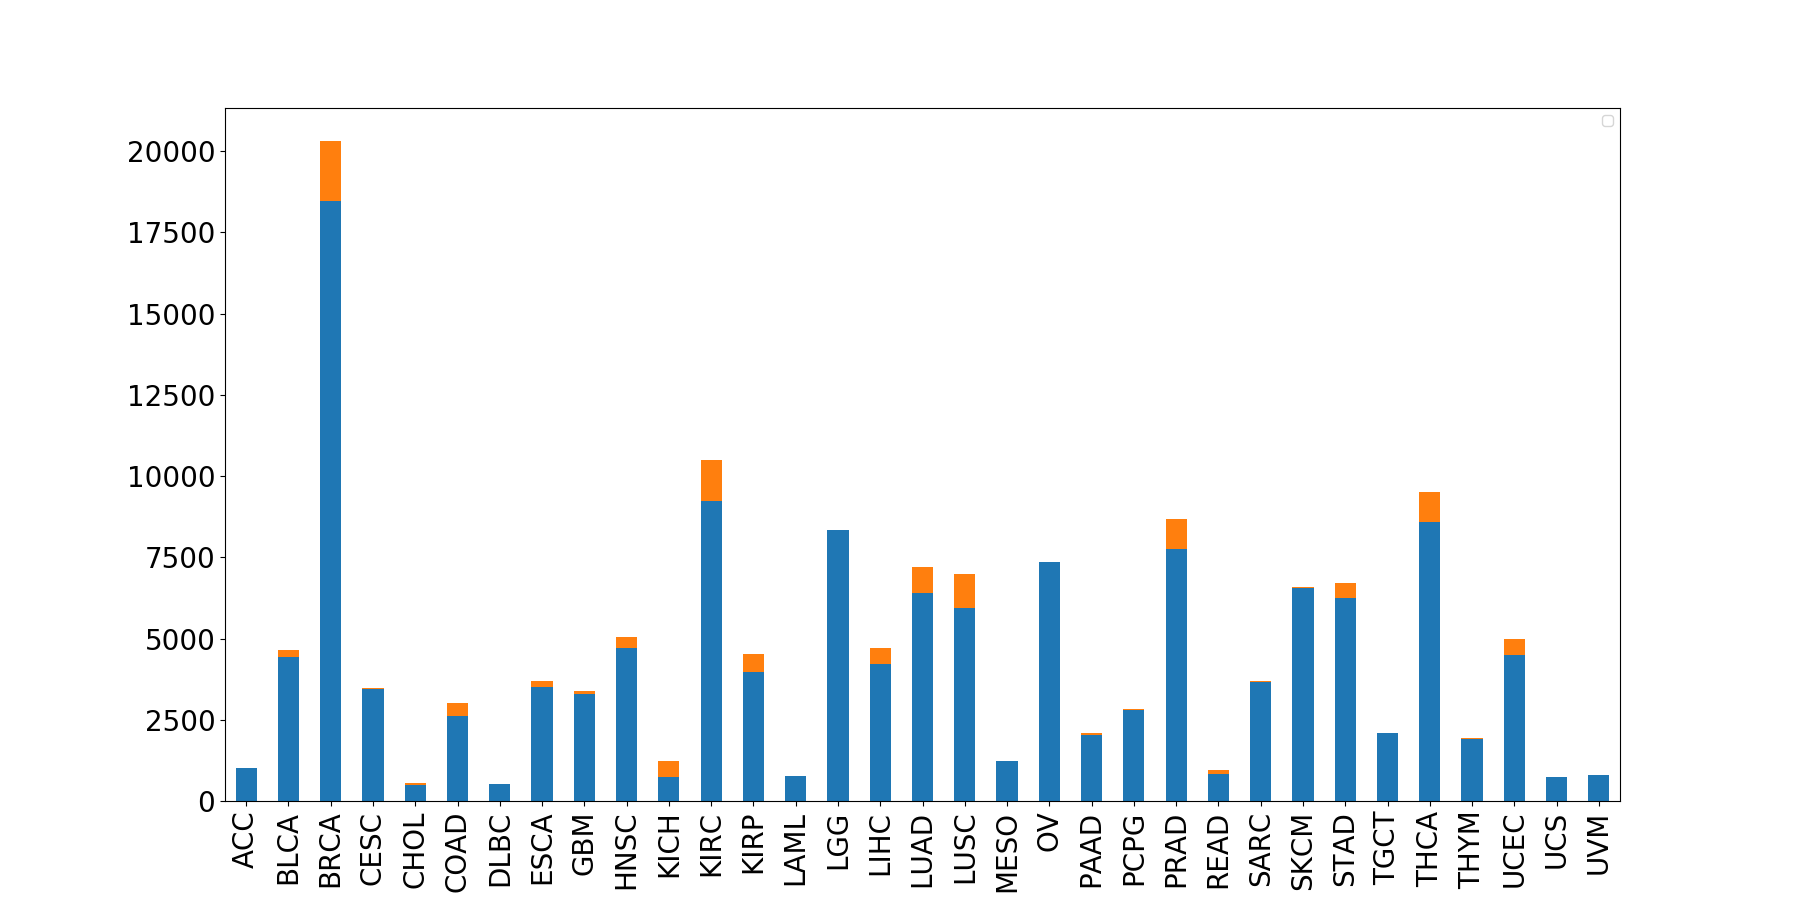 20000
17500
15000
12500
10000
7500
5000
2500
0
ACC
BLCA
BRCA
CESC
CHOL
COAD
DLBC
ESCA
GBM
HNSC
KICH
KIRC
KIRP
LAML
LGG
LIHC
LUAD
LUSC
MESO
OV
PAAD
PCPG
PRAD
READ
SARC
SKCM
STAD
TGCT
THCA
THYM
UCEC
UCS
UVM